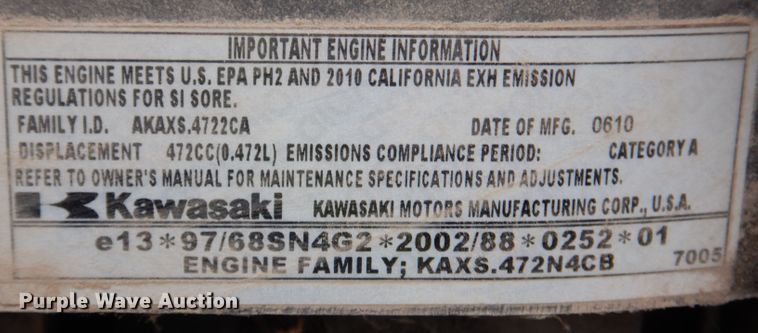 IMPORTANT ENGINE INFORMATION
THIS ENGINE MEETS U.S. EPA PH2 AND 2010 CALIFORNIA EXH EMISSION
REGULATIONS FOR SI SORE.
FAMILY I.D. AKAXS.4722CA DATE OF MFG. 0610
DISPLACEMENT 472CC(0.472L) EMISSIONS COMPLIANCE PERIOD: CATEGORY A
REFER TO OWNER'S MANUAL FOR MAINTENANCE SPECIFICATIONS AND ADJUSTMENTS.
Kawasaki KAWASAKI MOTORS MANUFACTURING CORP., U.S.A.
e13*97/68SN4G2*2002/88*0252*01
ENGINE FAMILY; KAXS.472N4CB 7005
Purple Wave Auction